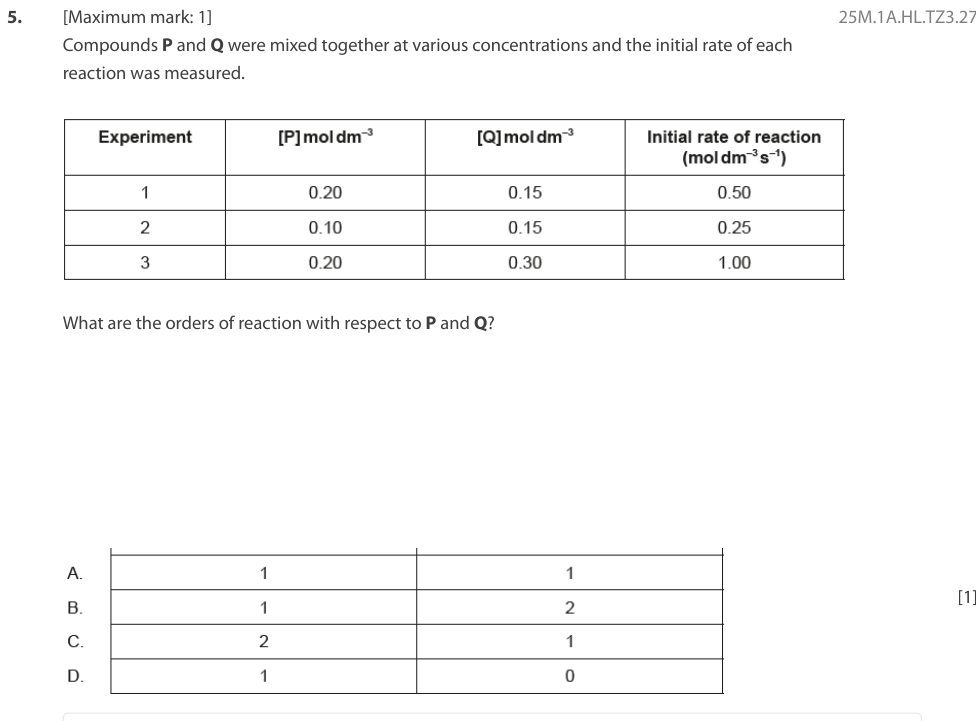 5. [Maximum mark: 1] 25M.1A.HL.TZ3.27
Compounds P and Q were mixed together at various concentrations and the initial rate of each
reaction was measured.
Experiment [P] mol dm⁻³ [Q] mol dm⁻³ Initial rate of reaction
(mol dm⁻³ s⁻¹)
1 0.20 0.15 0.50
2 0.10 0.15 0.25
3 0.20 0.30 1.00
What are the orders of reaction with respect to P and Q?
A. 1 1
B. 1 2
[1]
C. 2 1
D. 1 0